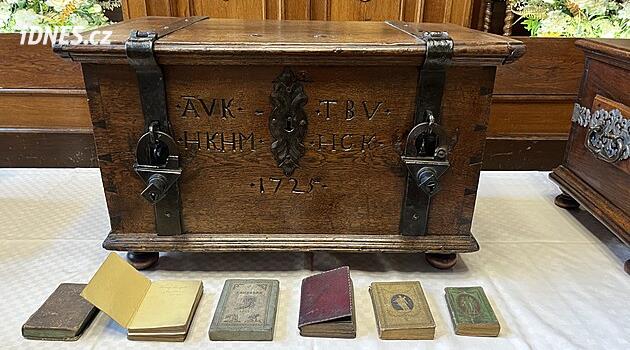 iDNES.cz
·AVK· ·TBV·
·HKHM· ·HCK·
·1725·